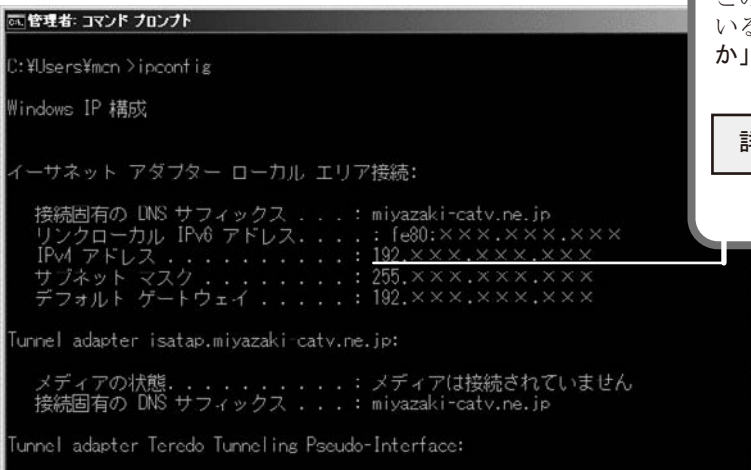 管理者: コマンド プロンプト
C:¥Users¥mcn >ipconfig
Windows IP 構成
イーサネット アダプター ローカル エリア接続:
接続固有の DNS サフィックス . . . : miyazaki-catv.ne.jp
リンクローカル IPv6 アドレス. . . . : fe80:×××.×××.×××
IPv4 アドレス . . . . . . . . . . : 192.×××.×××.×××
サブネット マスク . . . . . . . . : 255.×××.×××.×××
デフォルト ゲートウェイ . . . . . : 192.×××.×××.×××
Tunnel adapter isatap.miyazaki-catv.ne.jp:
メディアの状態. . . . . . . . . . : メディアは接続されていません
接続固有の DNS サフィックス . . . : miyazaki-catv.ne.jp
Tunnel adapter Teredo Tunneling Pseudo-Interface:
いる
か」